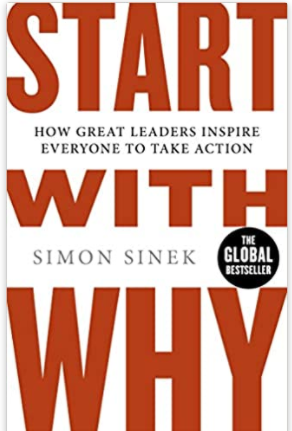 START
HOW GREAT LEADERS INSPIRE
EVERYONE TO TAKE ACTION
WITH
SIMON SINEK
THE
GLOBAL
BESTSELLER
WHY